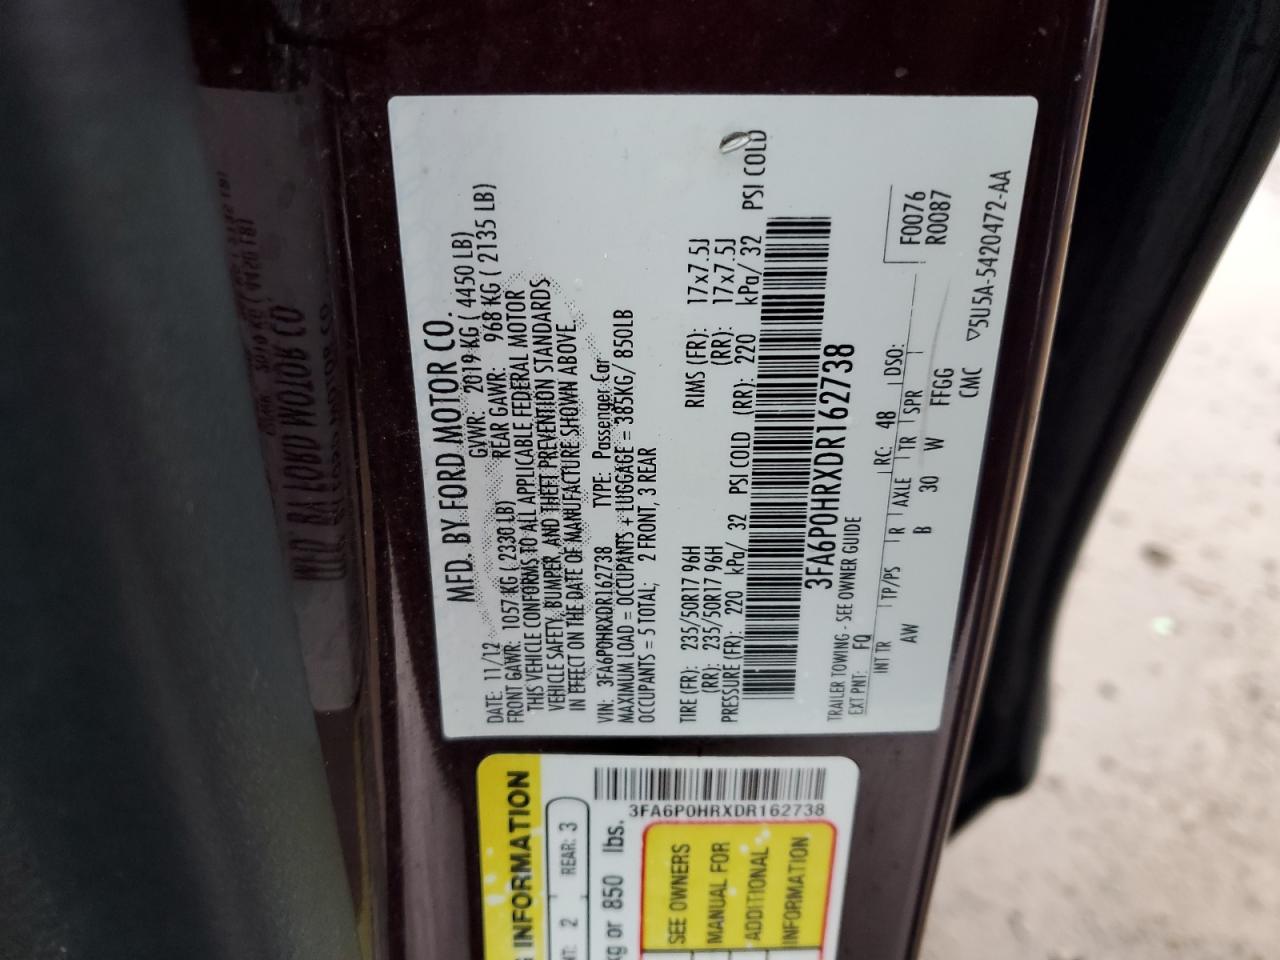 MFD. BY FORD MOTOR CO.
DATE: 11/12 GVWR: 2019 KG ( 4450 LB)
FRONT GAWR: 1057 KG ( 2330 LB) REAR GAWR: 968 KG ( 2135 LB)
THIS VEHICLE CONFORMS TO ALL APPLICABLE FEDERAL MOTOR
VEHICLE SAFETY, BUMPER, AND THEFT PREVENTION STANDARDS
IN EFFECT ON THE DATE OF MANUFACTURE SHOWN ABOVE.
VIN: 3FA6P0HRXDR162738 TYPE: Passenger Car
MAXIMUM LOAD = OCCUPANTS + LUGGAGE = 385KG/ 850LB
OCCUPANTS = 5 TOTAL; 2 FRONT, 3 REAR
TIRE (FR): 235/50R17 96H RIMS (FR): 17x7.5J
(RR): 235/50R17 96H (RR): 17x7.5J
PRESSURE (FR): 220 kPa/ 32 PSI COLD (RR): 220 kPa/ 32 PSI COLD
3FA6P0HRXDR162738
TRAILER TOWING - SEE OWNER GUIDE
EXT PNT: FQ RC: 48 DSO: F0076
R0087
INT TR TP/PS R AXLE TR SPR
AW B 30 W FFGG
CMC
▽5U5A-5420472-AA
INFORMATION
2 REAR: 3
kg or 850 lbs.
3FA6P0HRXDR162738
SEE OWNERS
MANUAL FOR
ADDITIONAL
INFORMATION